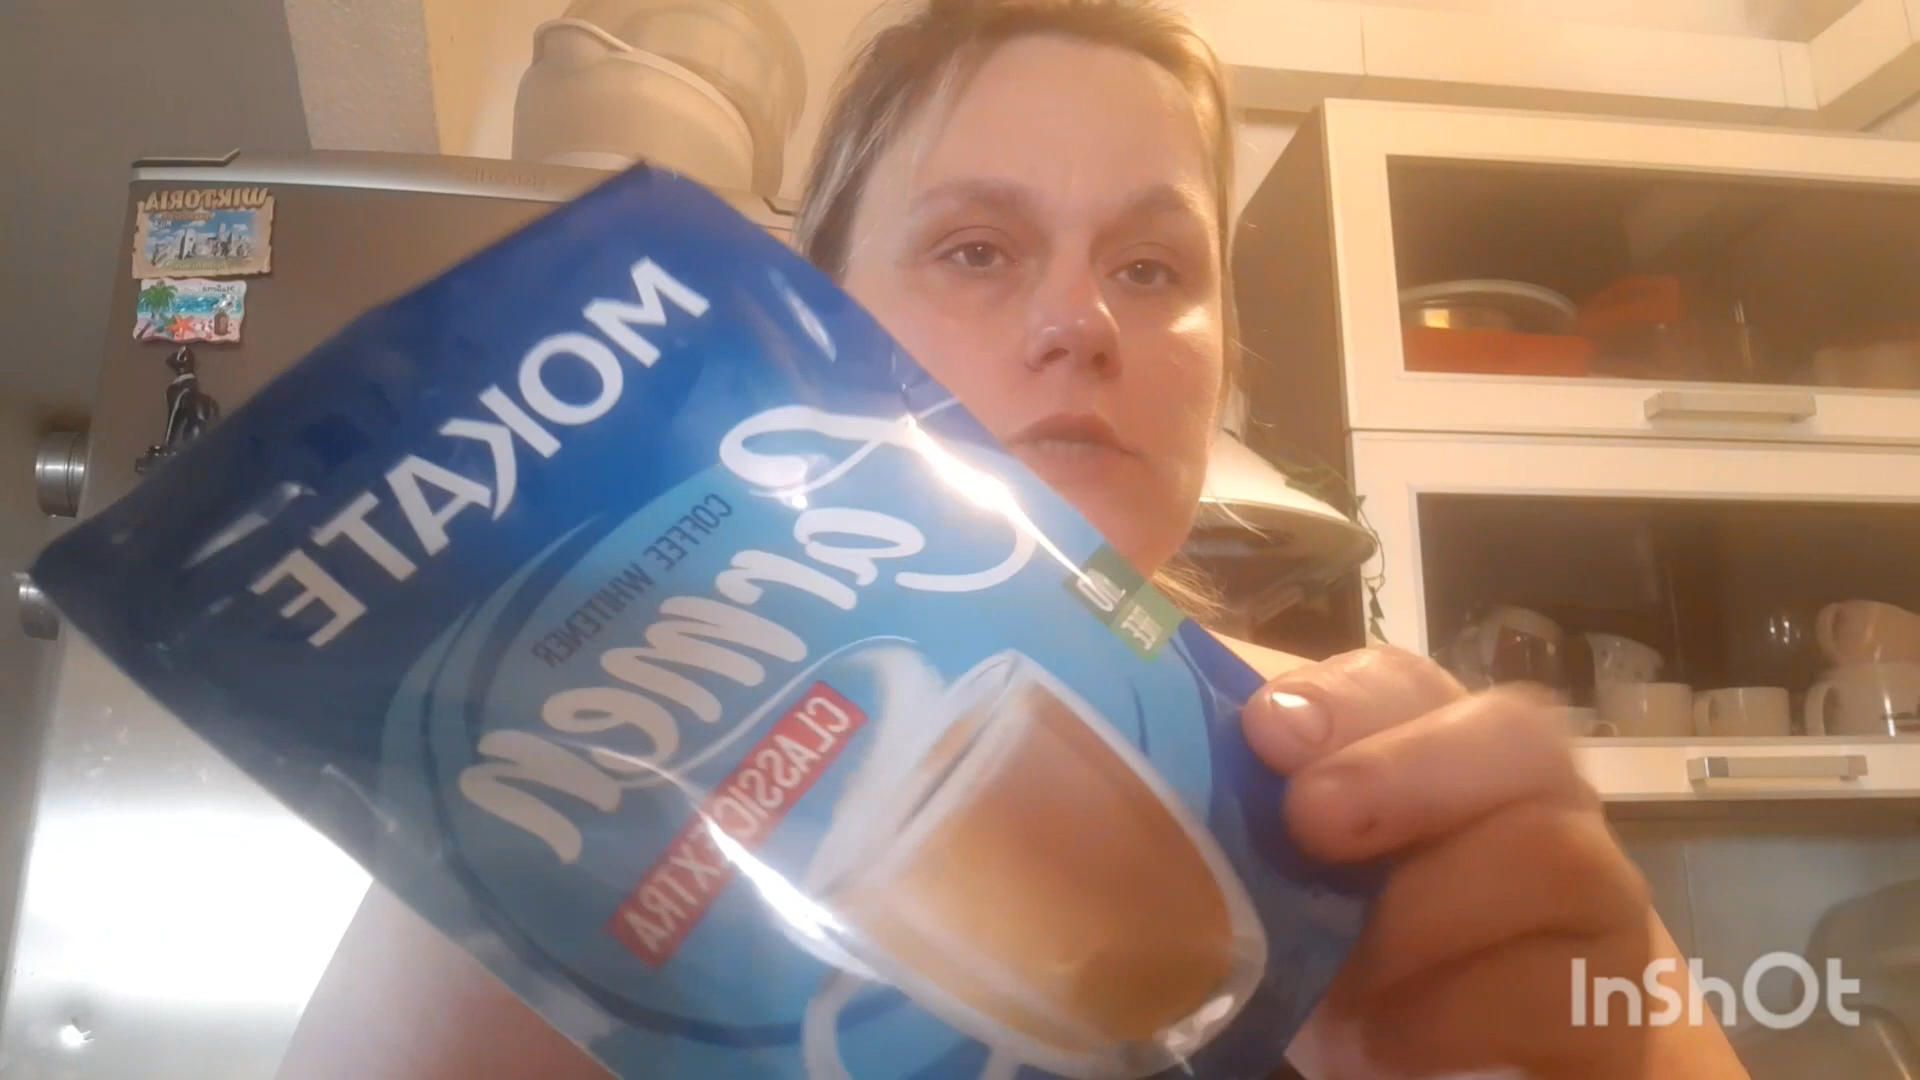 WIKTORIA
MOKATE
Carmen
COFFEE WHITENER
CLASSIC EXTRA
InShOt